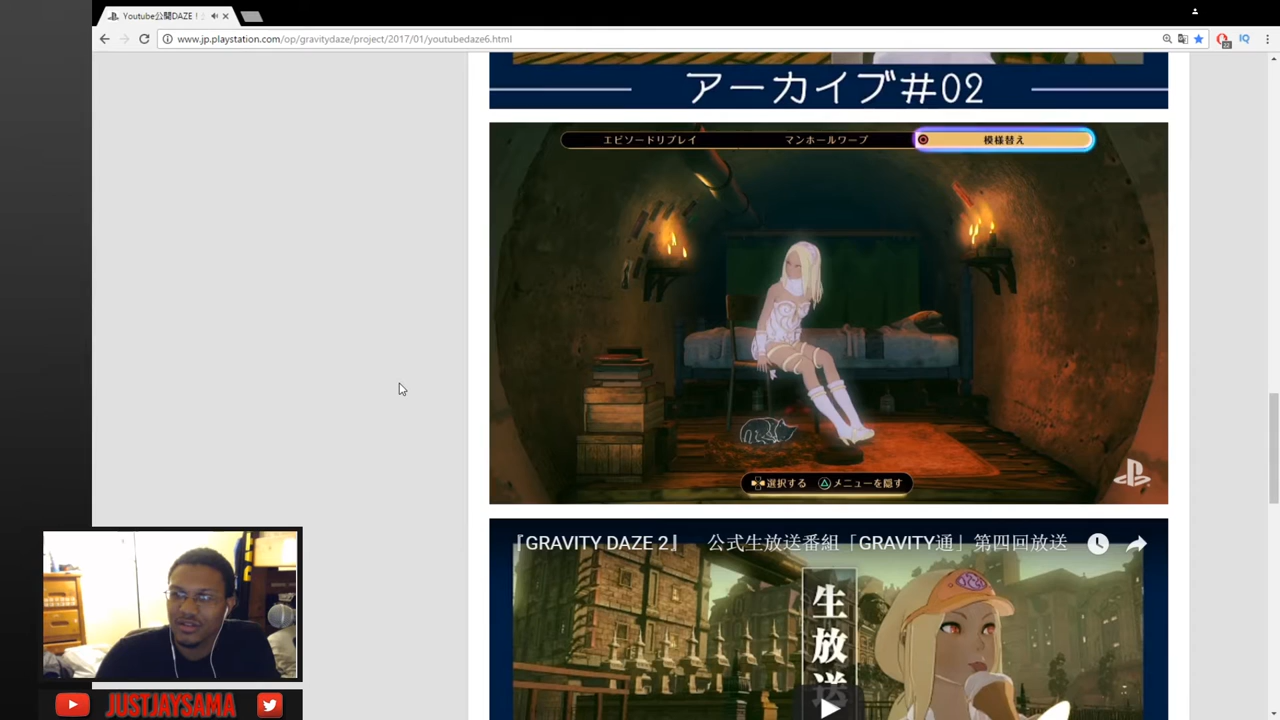 Youtube公開DAZE！
www.jp.playstation.com/op/gravitydaze/project/2017/01/youtubedaze6.html
22
IQ
アーカイブ＃02
エピソードリプレイ
マンホールワープ
模様替え
選択する
メニューを隠す
『GRAVITY DAZE 2』 公式生放送番組「GRAVITY通」第四回放送
生放送
JUSTJAYSAMA